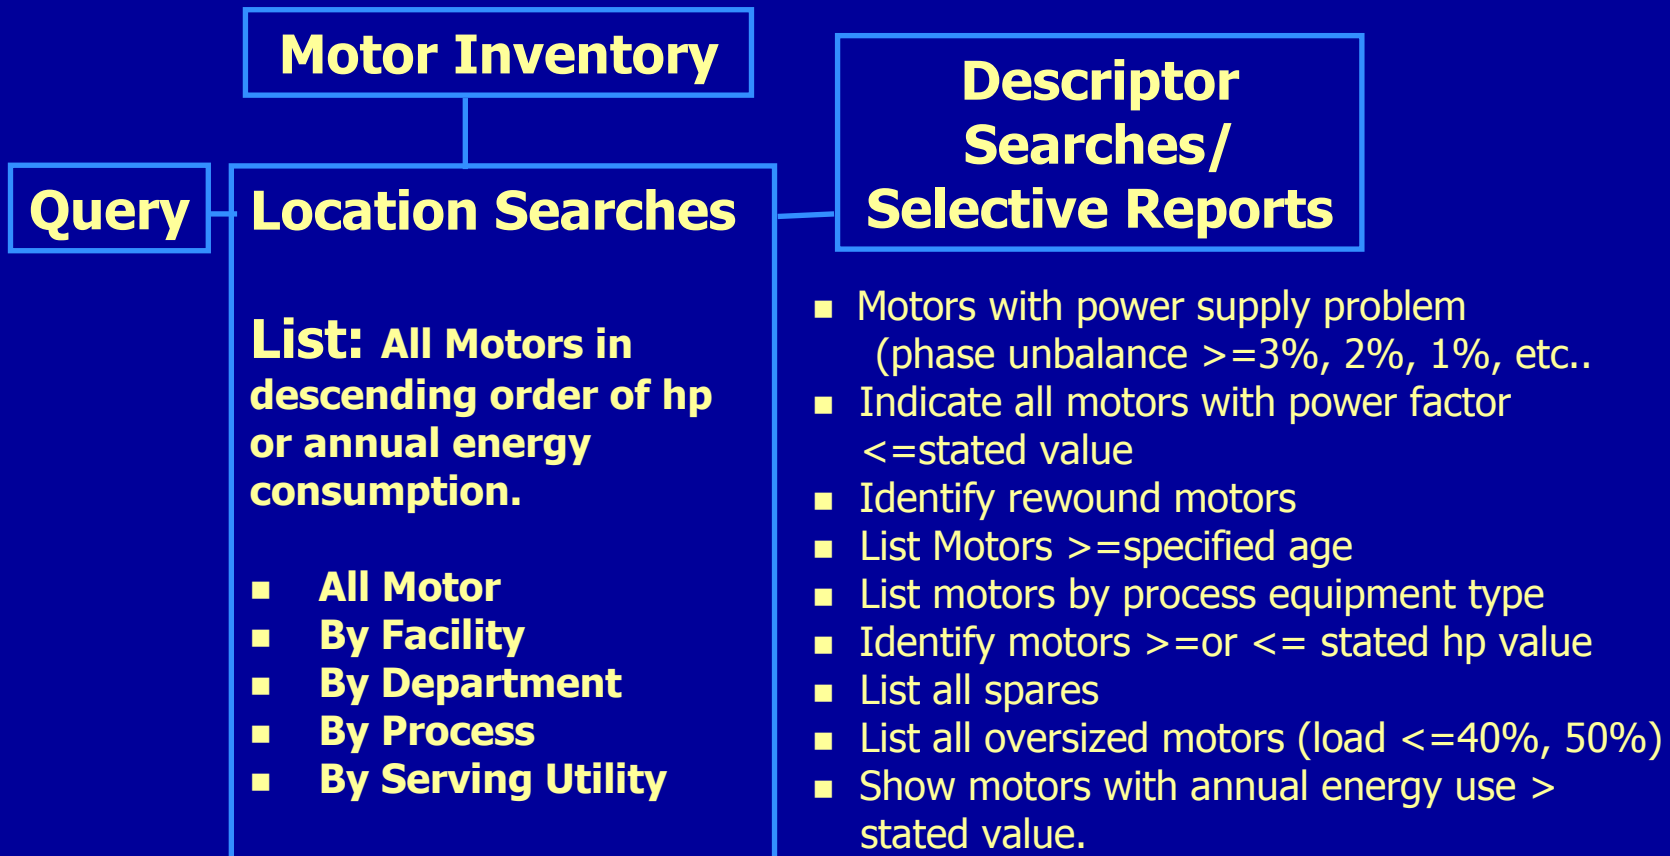 Motor Inventory
Query
Location Searches
List: All Motors in
descending order of hp
or annual energy
consumption.
■ All Motor
■ By Facility
■ By Department
■ By Process
■ By Serving Utility
Descriptor
Searches/
Selective Reports
■ Motors with power supply problem
(phase unbalance >=3%, 2%, 1%, etc..
■ Indicate all motors with power factor
<=stated value
■ Identify rewound motors
■ List Motors >=specified age
■ List motors by process equipment type
■ Identify motors >=or <= stated hp value
■ List all spares
■ List all oversized motors (load <=40%, 50%)
■ Show motors with annual energy use >
stated value.